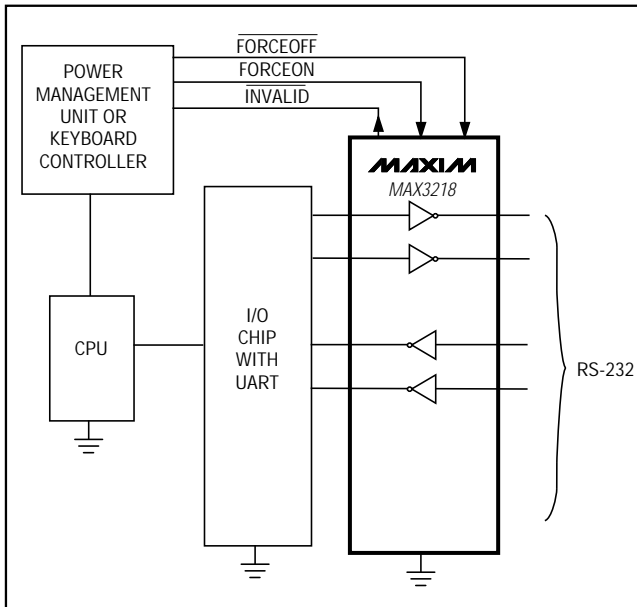 FORCEOFF
FORCEON
INVALID
POWER
MANAGEMENT
UNIT OR
KEYBOARD
CONTROLLER
MAXIM
MAX3218
CPU
I/O
CHIP
WITH
UART
RS-232